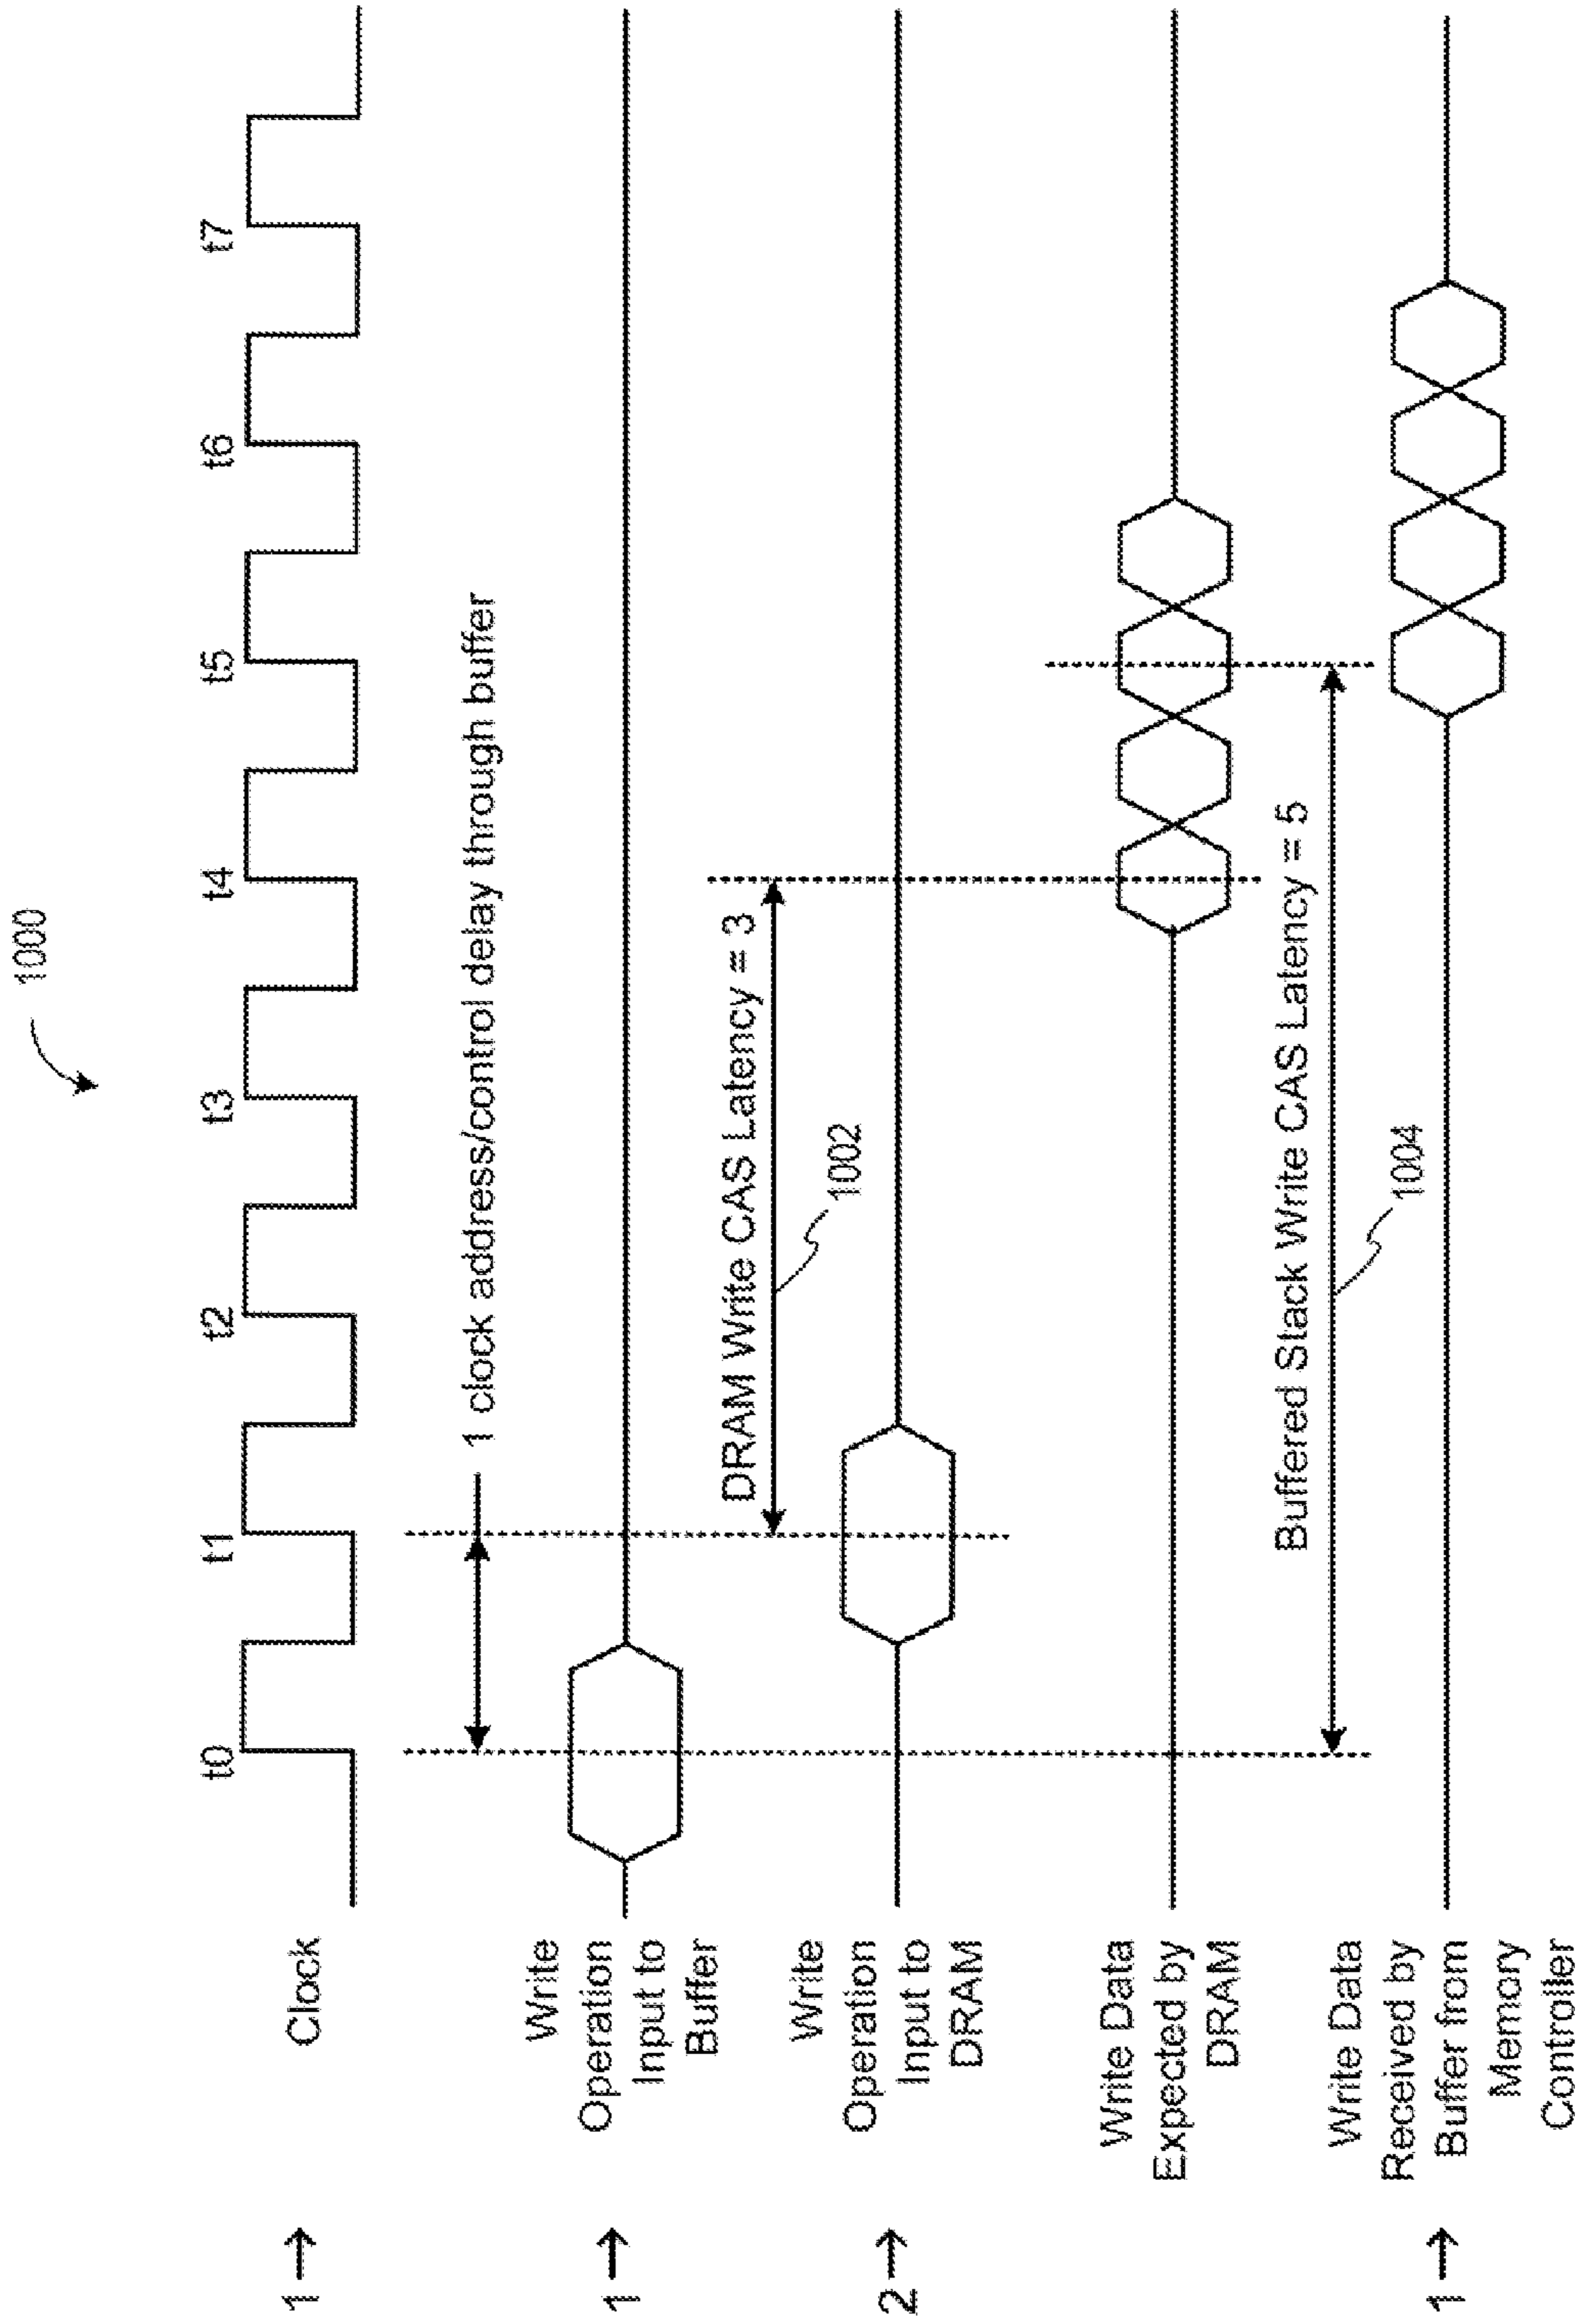 1000
t0 t1 t2 t3 t4 t5 t6 t7
1→ Clock
1 clock address/control delay through buffer
1→ Write
Operation
Input to
Buffer
DRAM Write CAS Latency = 3
1002
2→ Write
Operation
Input to
DRAM
Write Data
Expected by
DRAM
Buffered Stack Write CAS Latency = 5
1004
1→ Write Data
Received by
Buffer from
Memory
Controller